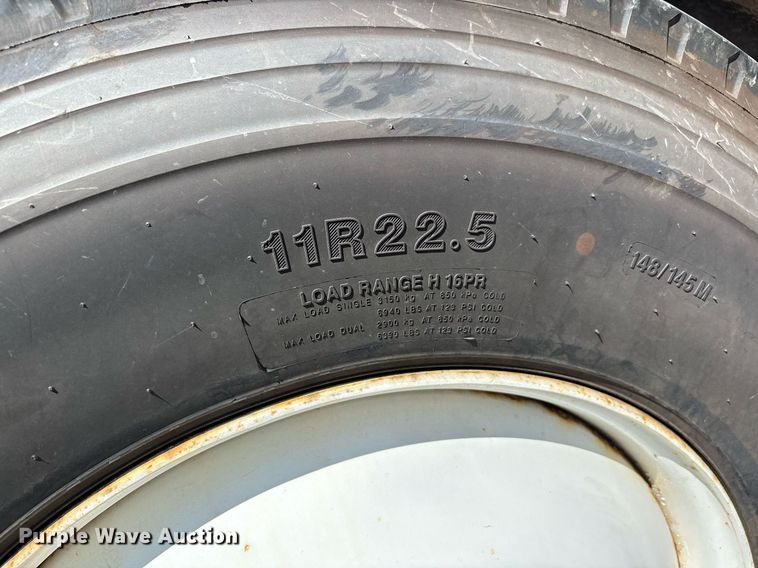 11R22.5
148/145M
LOAD RANGE H 16PR
MAX LOAD SINGLE 3150 kg AT 850 kPa COLD
6940 LBS AT 123 PSI COLD
MAX LOAD DUAL 2900 kg AT 850 kPa COLD
6395 LBS AT 123 PSI COLD
Purple Wave Auction